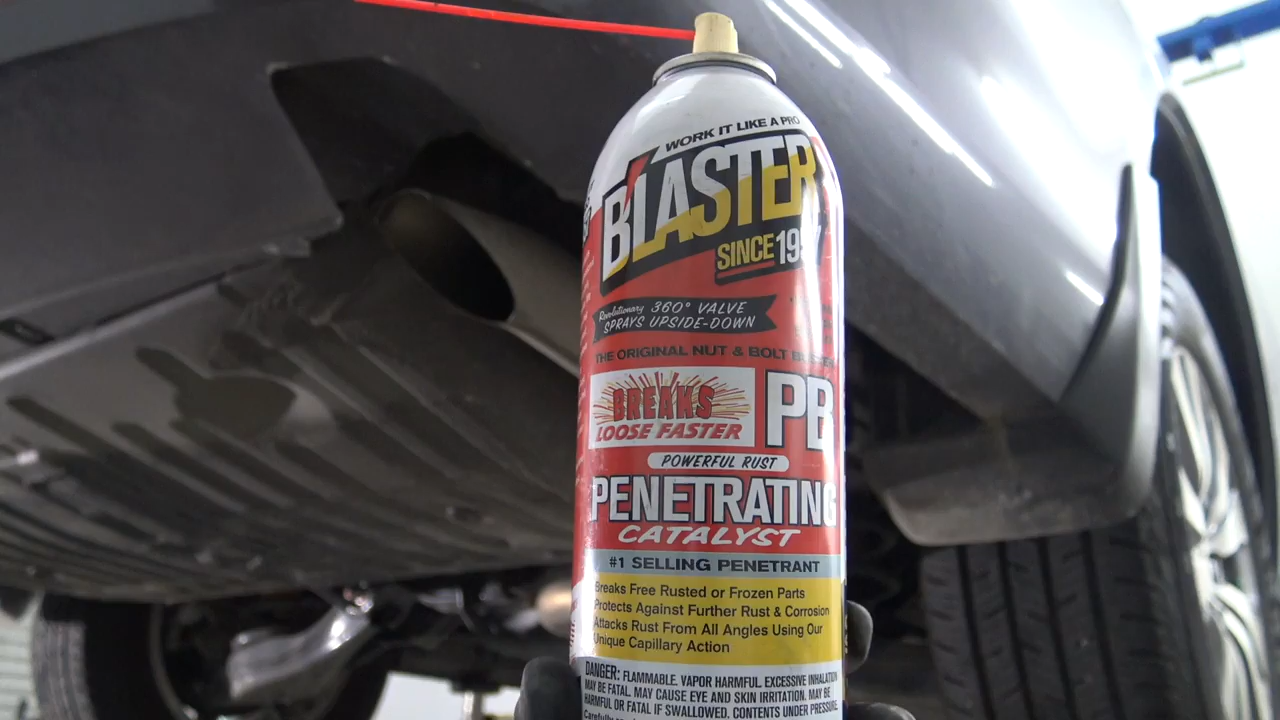 WORK IT LIKE A PRO
B'LASTER
SINCE 195
Revolutionary 360° VALVE
SPRAYS UPSIDE-DOWN
THE ORIGINAL NUT & BOLT
BREAKS
LOOSE FASTER
PB
POWERFUL RUST
PENETRATING
CATALYST
#1 SELLING PENETRANT
Breaks Free Rusted or Frozen Parts
Protects Against Further Rust & Corrosion
Attacks Rust From All Angles Using Our
Unique Capillary Action
DANGER: FLAMMABLE. VAPOR HARMFUL. EXCESSIVE INHALATION
MAY BE FATAL. MAY CAUSE EYE AND SKIN IRRITATION. MAY BE
HARMFUL OR FATAL IF SWALLOWED. CONTENTS UNDER PRESSURE.
Carefully